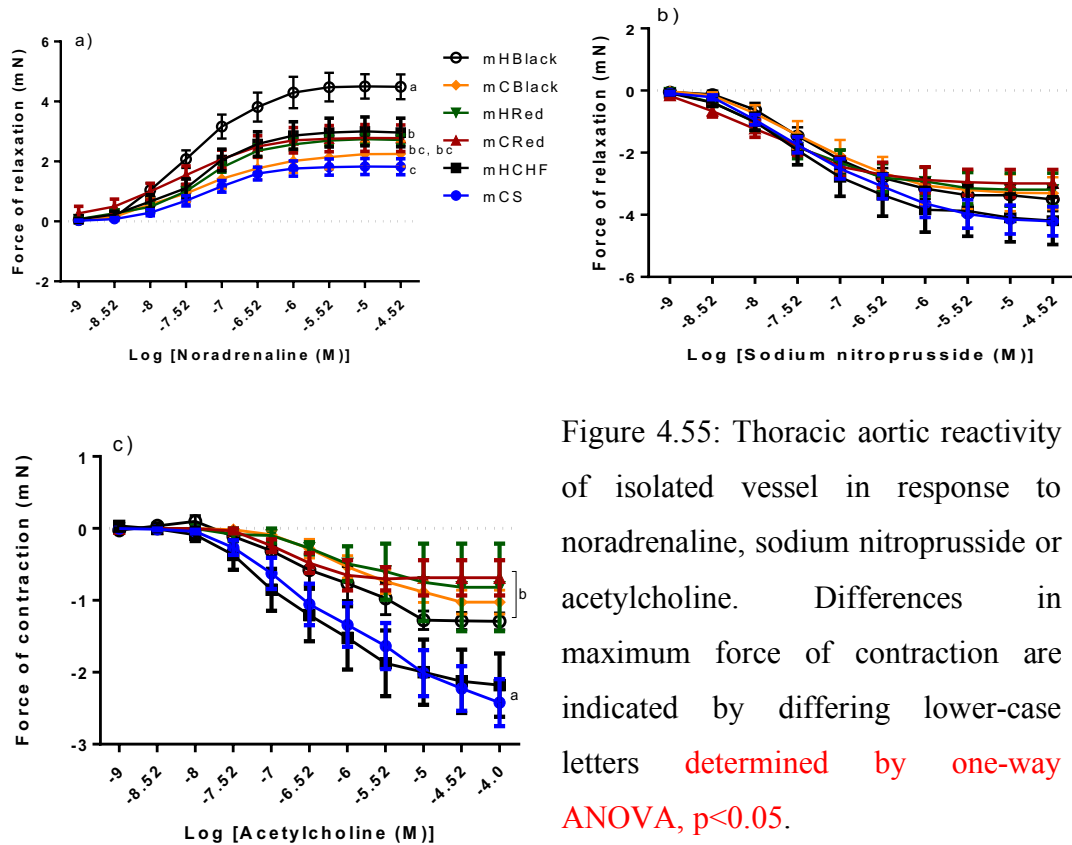 a)
Force of relaxation (mN)
6
4
2
0
-2
-9
-8.52
-8
-7.52
-7
-6.52
-6
-5.52
-5
-4.52
Log [Noradrenaline (M)]
a
b
bc, bc
c
mHBlack
mCBlack
mHRed
mCRed
mHCHF
mCS
b)
Force of relaxation (mN)
2
0
-2
-4
-6
-9
-8.52
-8
-7.52
-7
-6.52
-6
-5.52
-5
-4.52
Log [Sodium nitroprusside (M)]
c)
Force of contraction (mN)
1
0
-1
-2
-3
-9
-8.52
-8
-7.52
-7
-6.52
-6
-5.52
-5
-4.52
-4.0
Log [Acetylcholine (M)]
b
a
Figure 4.55: Thoracic aortic reactivity
of isolated vessel in response to
noradrenaline, sodium nitroprusside or
acetylcholine. Differences in
maximum force of contraction are
indicated by differing lower-case
letters determined by one-way
ANOVA, p<0.05.